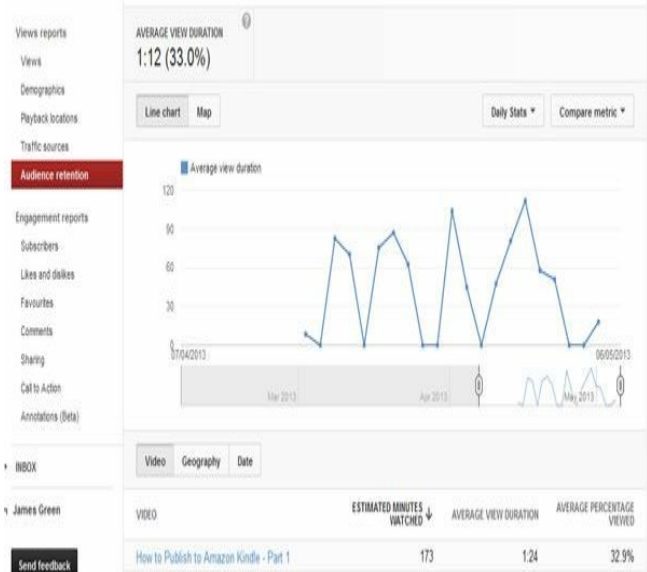 Views reports
Views
Demographics
Playback locations
Traffic sources
Audience retention
Engagement reports
Subscribers
Likes and dislikes
Favourites
Comments
Sharing
Call to Action
Annotations (Beta)
INBOX
James Green
Send feedback
AVERAGE VIEW DURATION
1:12 (33.0%)
Line chart Map
Daily Stats Compare metric
Average view duration
120
90
60
30
0
07/04/2013 06/05/2013
Mar 2013 Apr 2013 May 2013
Video Geography Date
VIDEO ESTIMATED MINUTES WATCHED AVERAGE VIEW DURATION AVERAGE PERCENTAGE VIEWED
How to Publish to Amazon Kindle - Part 1 173 1:24 32.9%